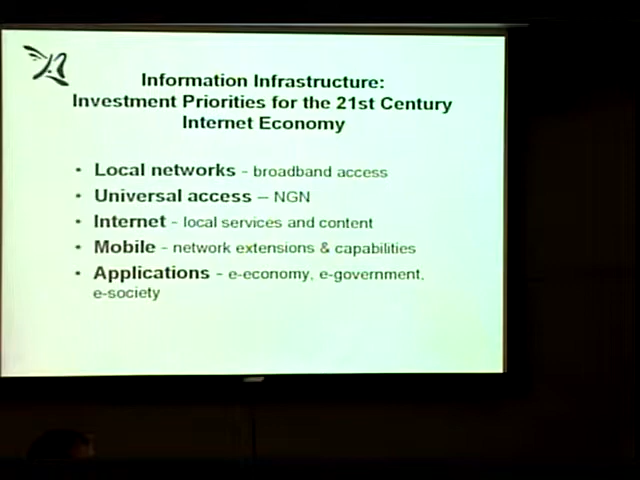 Information Infrastructure:
Investment Priorities for the 21st Century
Internet Economy
• Local networks - broadband access
• Universal access – NGN
• Internet - local services and content
• Mobile - network extensions & capabilities
• Applications - e-economy, e-government,
e-society